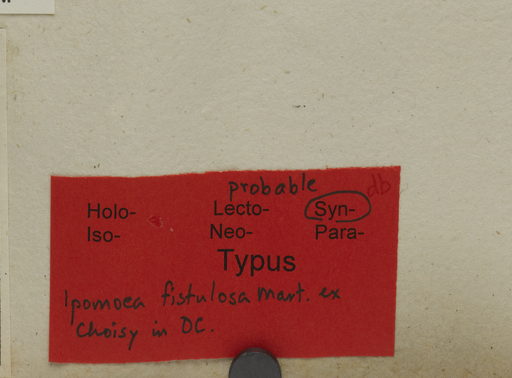 probable db
Holo- Lecto- Syn-
Iso- Neo- Para-
Typus
Ipomoea fistulosa Mart. ex
Choisy in DC.